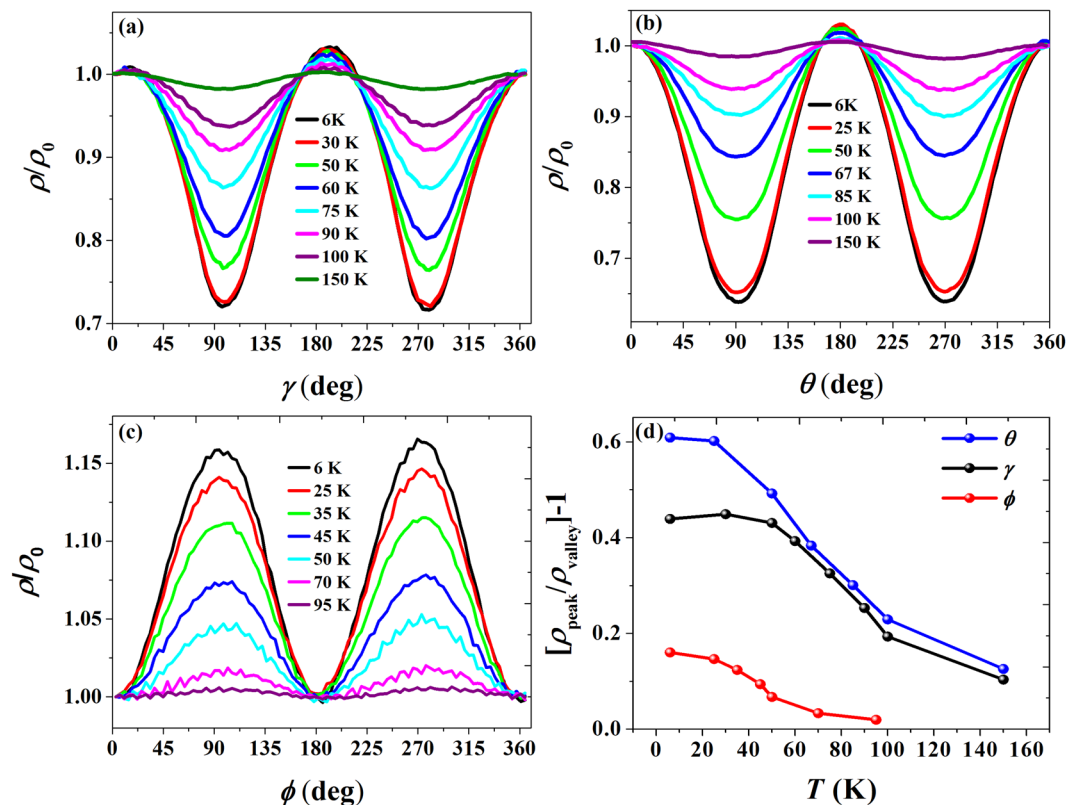 (a)
ρ/ρ0
1.0
0.9
0.8
0.7
6K
30 K
50 K
60 K
75 K
90 K
100 K
150 K
0 45 90 135 180 225 270 315 360
γ (deg)
(b)
ρ/ρ0
1.0
0.9
0.8
0.7
6K
25 K
50 K
67 K
85 K
100 K
150 K
0 45 90 135 180 225 270 315 360
θ (deg)
(c)
ρ/ρ0
1.15
1.10
1.05
1.00
6 K
25 K
35 K
45 K
50 K
70 K
95 K
0 45 90 135 180 225 270 315 360
ϕ (deg)
(d)
[ρpeak/ρvalley]-1
0.6
0.4
0.2
0.0
θ
γ
ϕ
0 20 40 60 80 100 120 140 160
T (K)